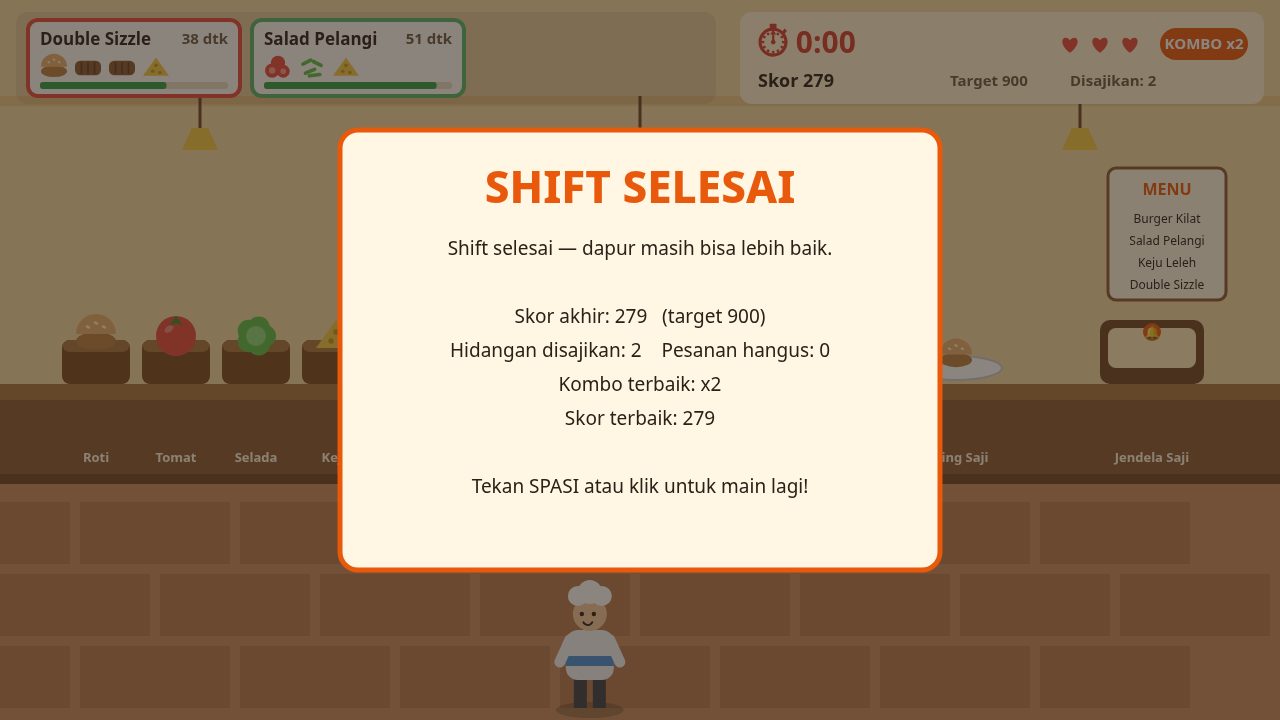 Double Sizzle 38 dtk
Salad Pelangi 51 dtk
0:00
KOMBO x2
Skor 279 Target 900 Disajikan: 2
SHIFT SELESAI
Shift selesai — dapur masih bisa lebih baik.
Skor akhir: 279 (target 900)
Hidangan disajikan: 2 Pesanan hangus: 0
Kombo terbaik: x2
Skor terbaik: 279
Tekan SPASI atau klik untuk main lagi!
MENU
Burger Kilat
Salad Pelangi
Keju Leleh
Double Sizzle
Roti Tomat Selada Saji Jendela Saji